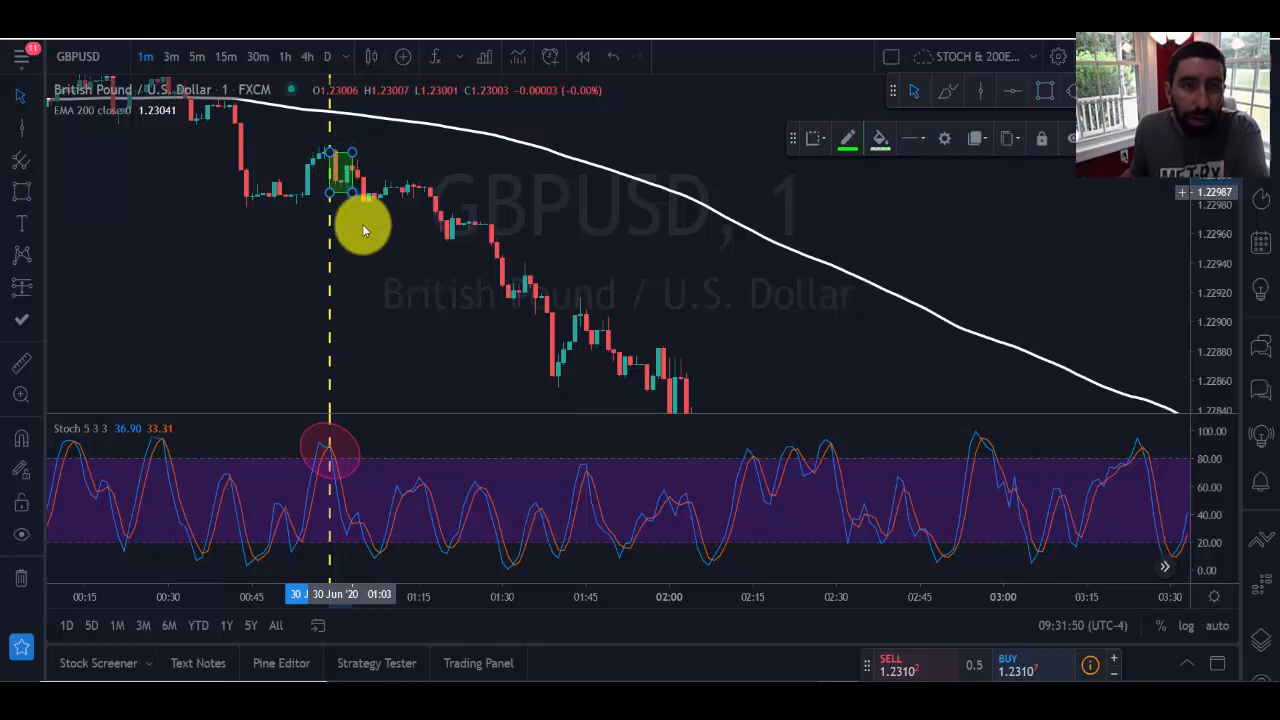 11
GBPUSD 1m 3m 5m 15m 30m 1h 4h D STOCH & 200E...
British Pound / U.S. Dollar · 1 · FXCM O1.23006 H1.23007 L1.23001 C1.23003 -0.00003 (-0.00%)
EMA 200 close 0 1.23041
GBPUSD, 1
British Pound / U.S. Dollar
1.22987
1.22980
1.22960
1.22940
1.22920
1.22900
1.22880
1.22860
1.22840
Stoch 5 3 3 36.90 33.31
100.00
80.00
60.00
40.00
20.00
0.00
00:15 00:30 00:45 30 J 30 Jun '20 01:03 01:15 01:30 01:45 02:00 02:15 02:30 02:45 03:00 03:15 03:30
1D 5D 1M 3M 6M YTD 1Y 5Y All 09:31:50 (UTC-4) % log auto
Stock Screener Text Notes Pine Editor Strategy Tester Trading Panel
SELL 1.23102 0.5 BUY 1.23107